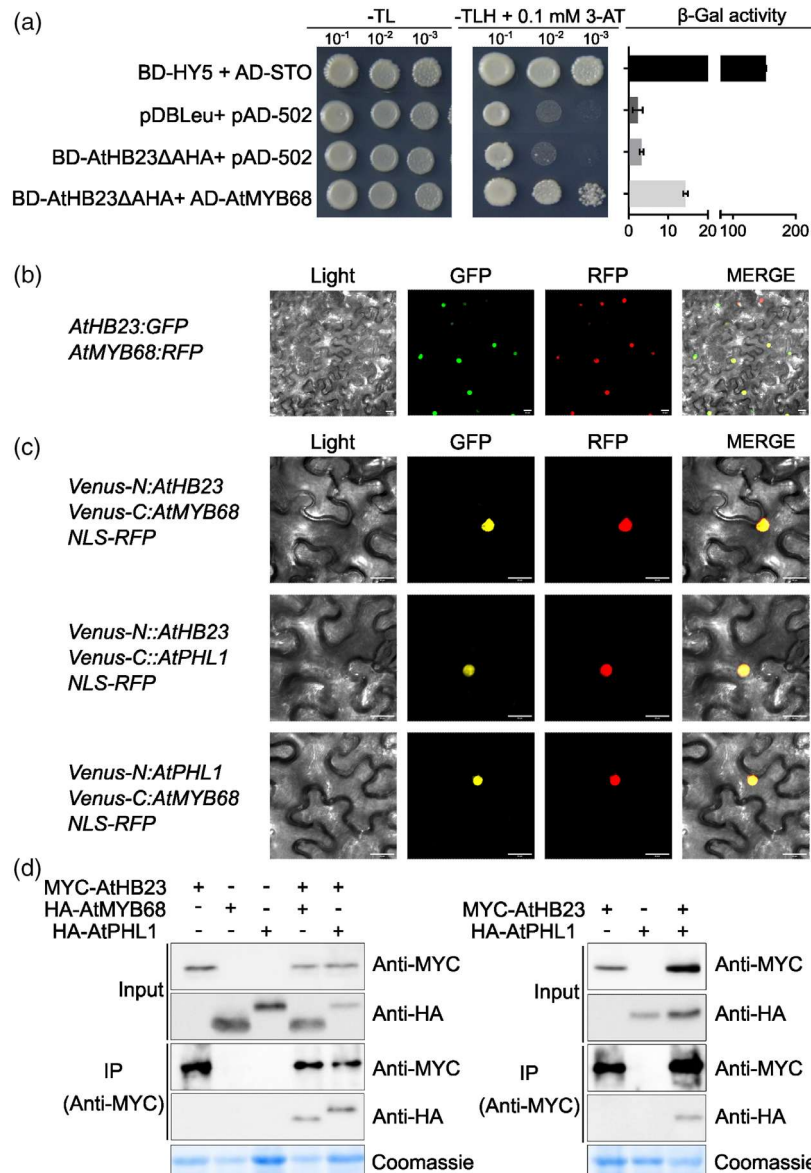 (a)
-TL
-TLH + 0.1 mM 3-AT
β-Gal activity
10-1 10-2 10-3
10-1 10-2 10-3
BD-HY5 + AD-STO
pDBLeu+ pAD-502
BD-AtHB23ΔAHA+ pAD-502
BD-AtHB23ΔAHA+ AD-AtMYB68
0 10 20 100 200
(b)
Light GFP RFP MERGE
AtHB23:GFP
AtMYB68:RFP
(c)
Light GFP RFP MERGE
Venus-N:AtHB23
Venus-C:AtMYB68
NLS-RFP
Venus-N::AtHB23
Venus-C::AtPHL1
NLS-RFP
Venus-N:AtPHL1
Venus-C:AtMYB68
NLS-RFP
(d)
MYC-AtHB23 + - - + +
HA-AtMYB68 - + - + -
HA-AtPHL1 - - + - +
Input
Anti-MYC
Anti-HA
IP
(Anti-MYC)
Anti-MYC
Anti-HA
Coomassie
MYC-AtHB23 + - +
HA-AtPHL1 - + +
Input
Anti-MYC
Anti-HA
IP
(Anti-MYC)
Anti-MYC
Anti-HA
Coomassie